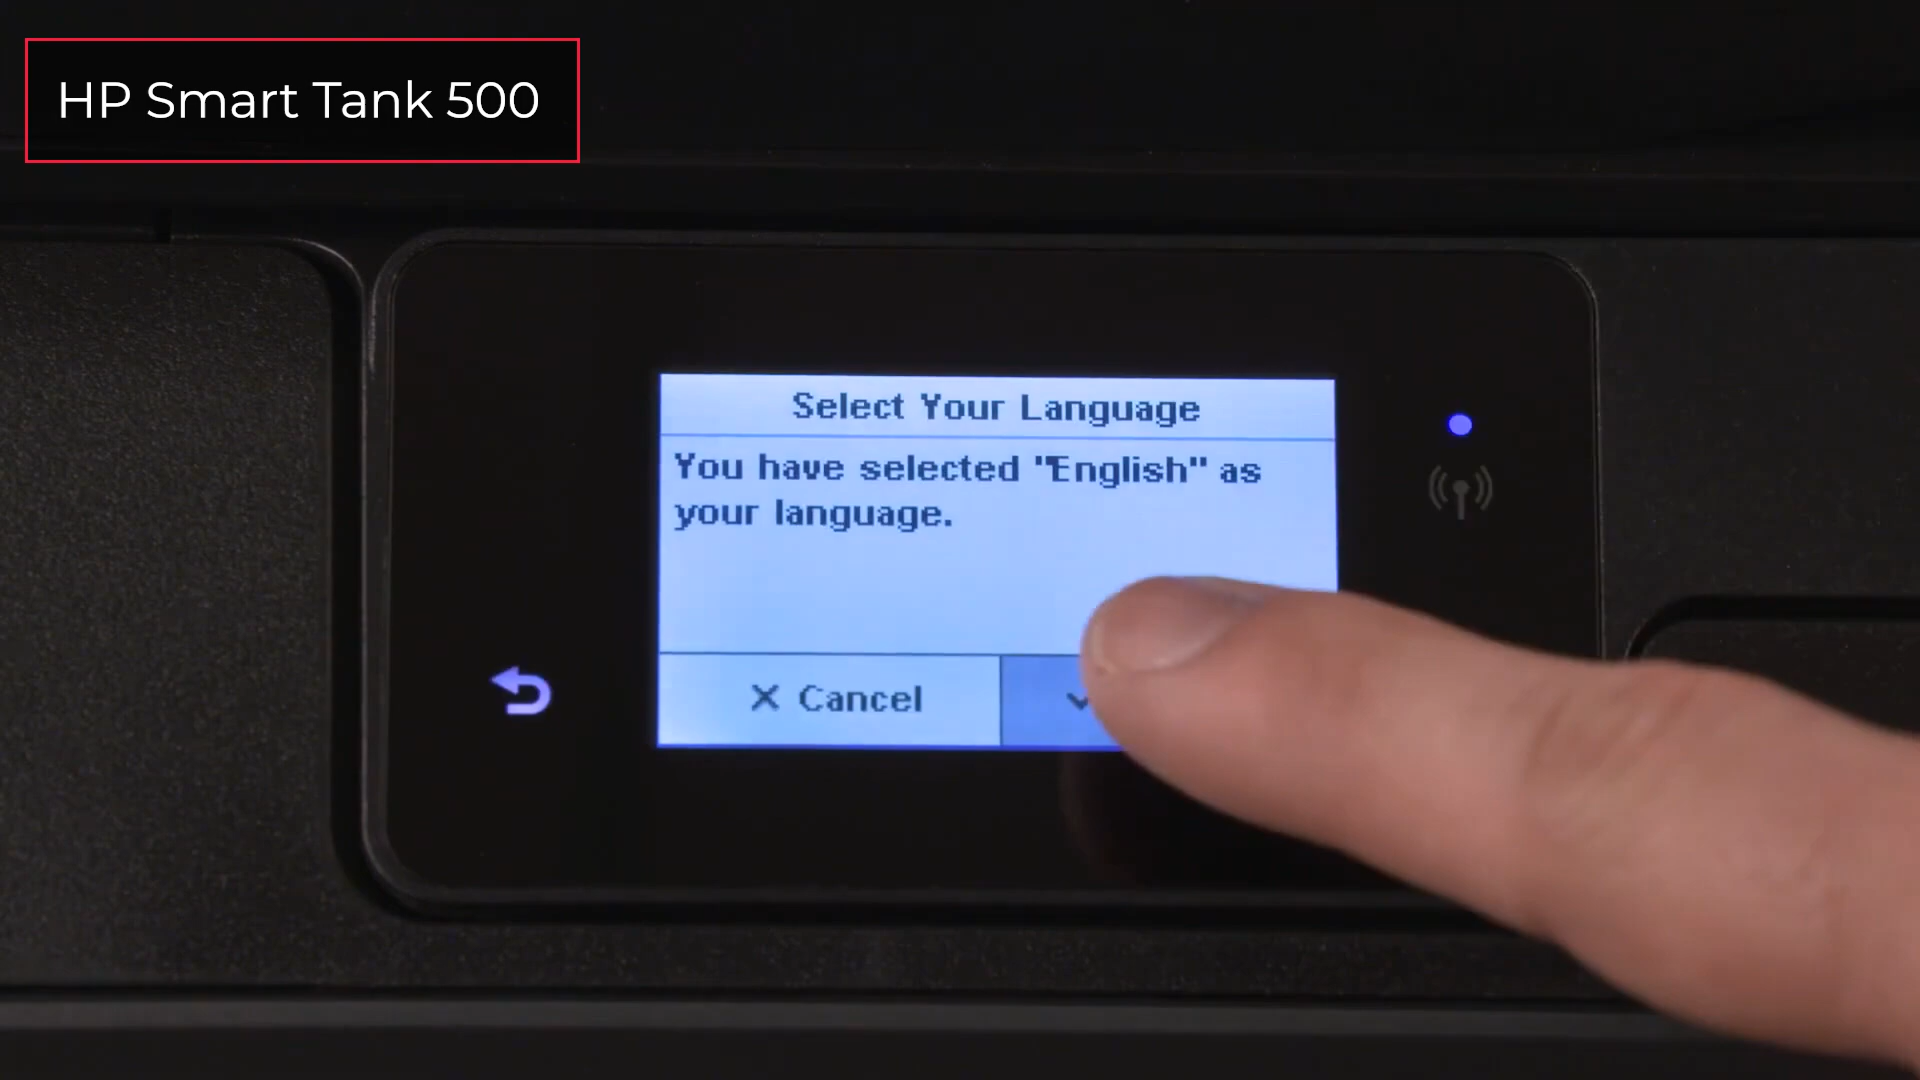 HP Smart Tank 500
Select Your Language
You have selected "English" as
your language.
X Cancel